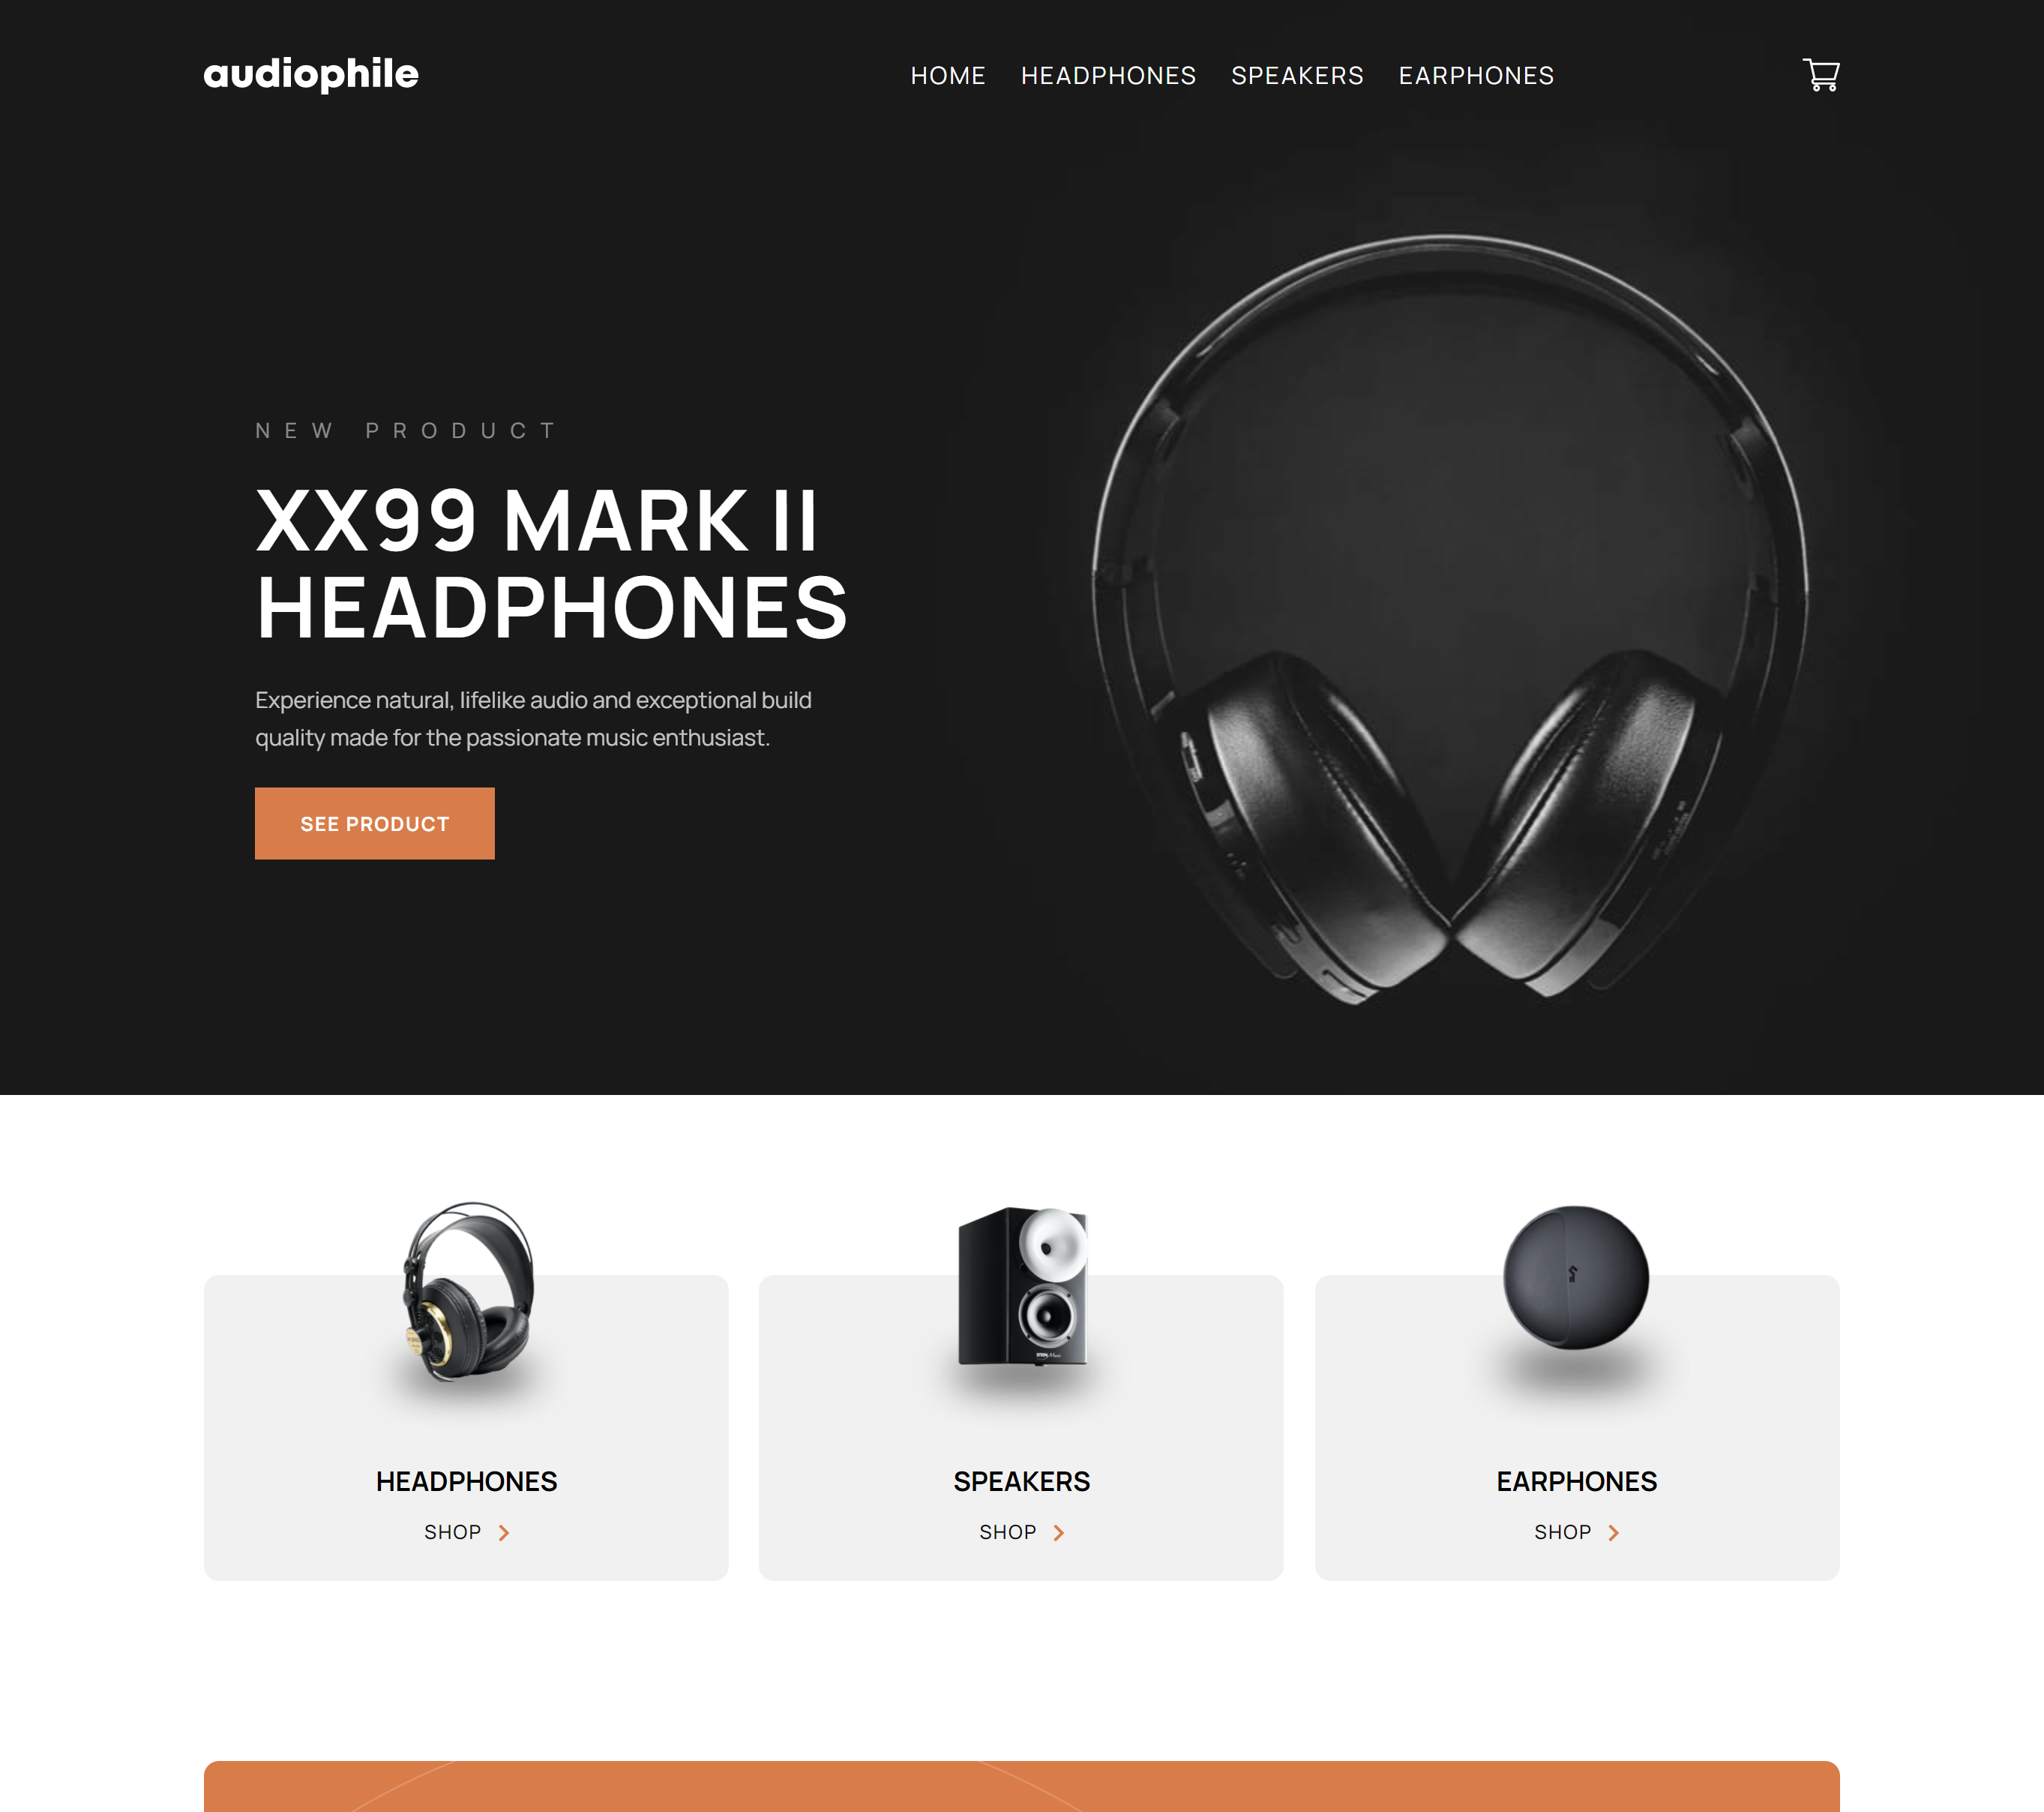 audiophile
HOME HEADPHONES SPEAKERS EARPHONES
NEW PRODUCT
XX99 MARK II
HEADPHONES
Experience natural, lifelike audio and exceptional build
quality made for the passionate music enthusiast.
SEE PRODUCT
HEADPHONES
SHOP
SPEAKERS
SHOP
EARPHONES
SHOP